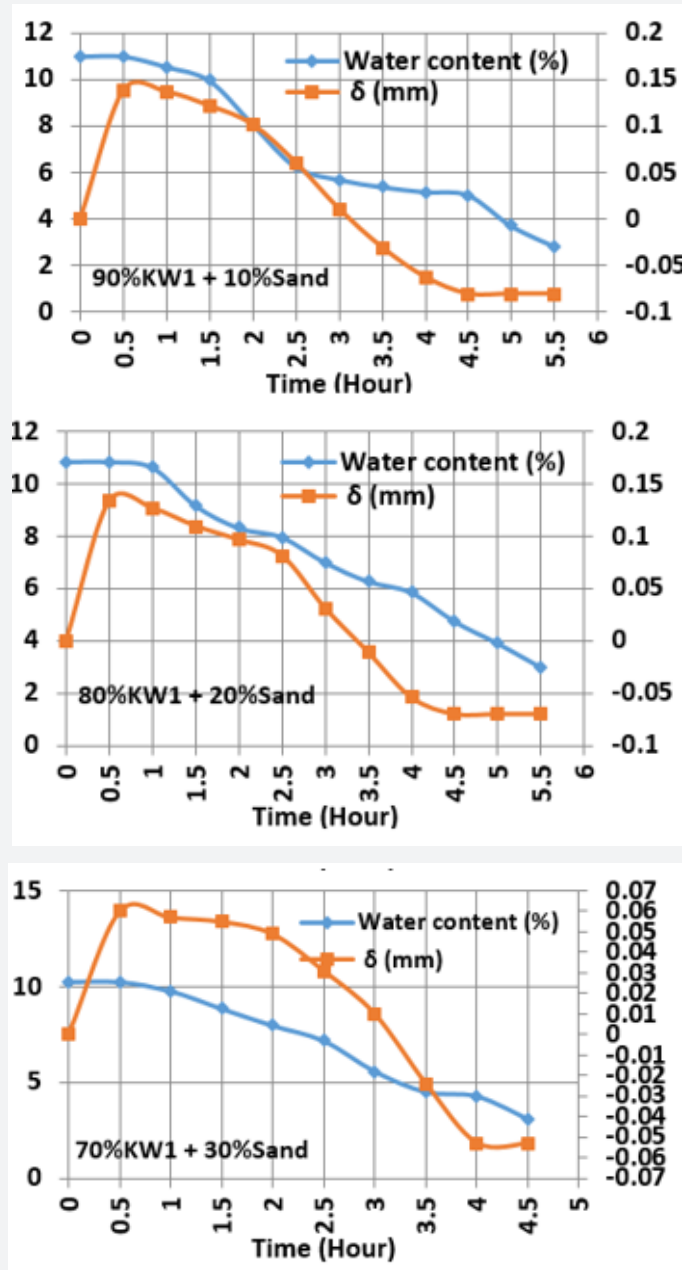 12 0.2
10 0.15
8 0.1
6 0.05
4 0
2 -0.05
0 -0.1
Water content (%)
δ (mm)
90%KW1 + 10%Sand
0 0.5 1 1.5 2 2.5 3 3.5 4 4.5 5 5.5 6
Time (Hour)
12 0.2
10 0.15
8 0.1
6 0.05
4 0
2 -0.05
0 -0.1
Water content (%)
δ (mm)
80%KW1 + 20%Sand
0 0.5 1 1.5 2 2.5 3 3.5 4 4.5 5 5.5 6
Time (Hour)
15
10
5
0
0.07
0.06
0.05
0.04
0.03
0.02
0.01
0
-0.01
-0.02
-0.03
-0.04
-0.05
-0.06
-0.07
Water content (%)
δ (mm)
70%KW1 + 30%Sand
0 0.5 1 1.5 2 2.5 3 3.5 4 4.5 5
Time (Hour)